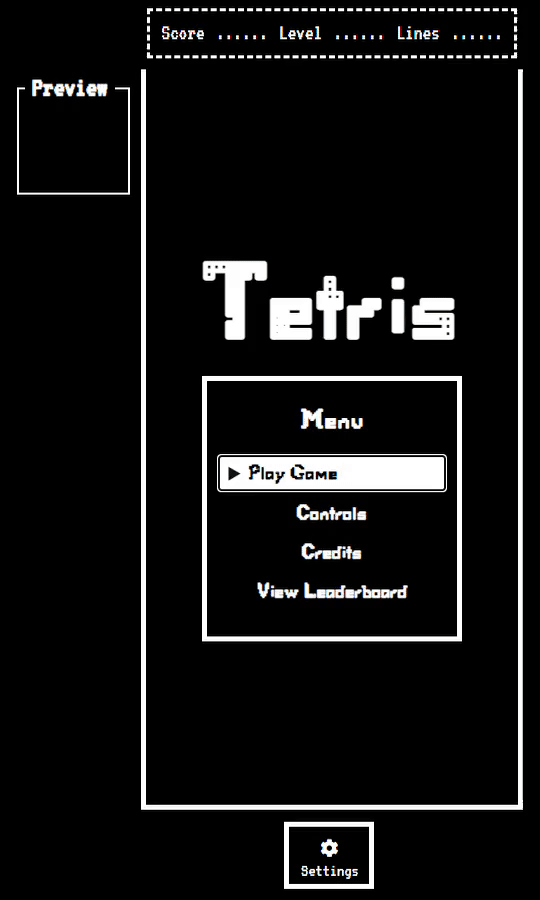 Score ...... Level ...... Lines ......
Preview
Tetris
Menu
▶ Play Game
Controls
Credits
View Leaderboard
Settings